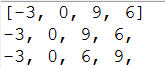 [-3, 0, 9, 6]
-3, 0, 9, 6,
-3, 0, 6, 9,